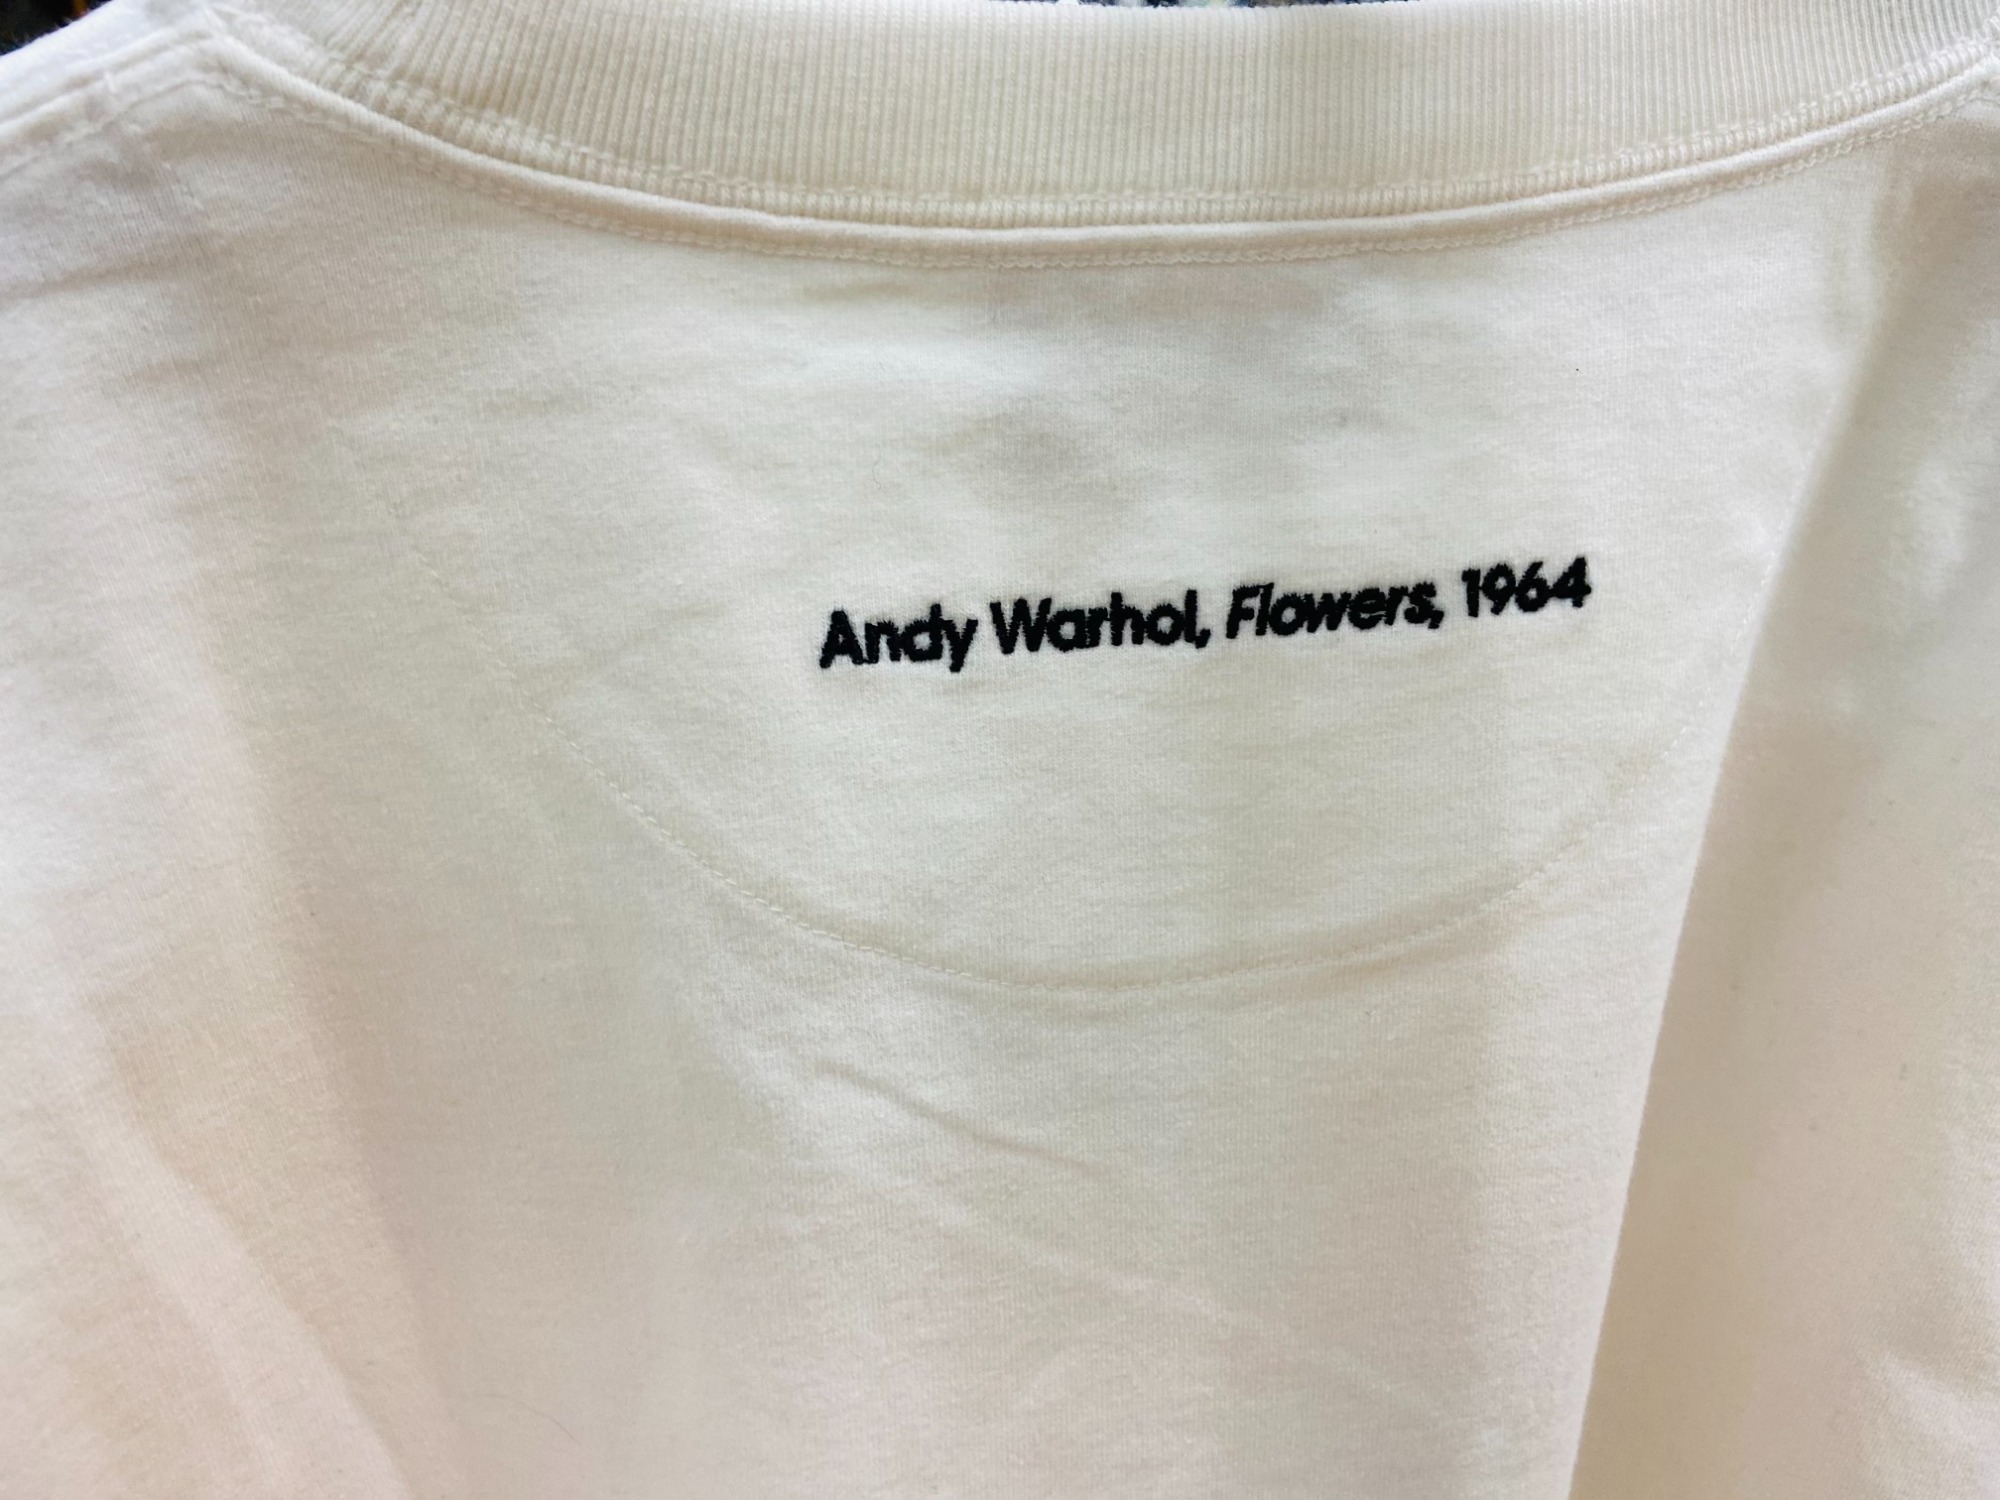 Andy Warhol, Flowers, 1964